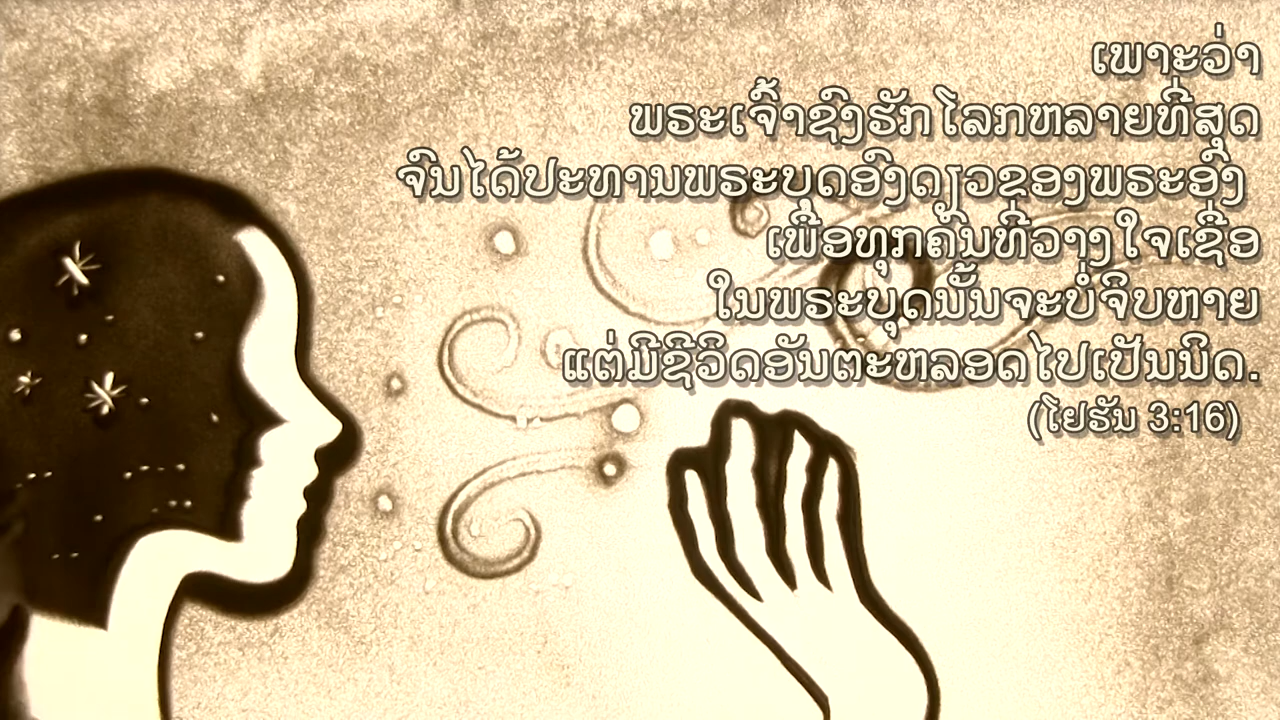 ເພາະວ່າ
ພຣະເຈົ້າຊົງຮັກໂລກຫລາຍທີ່ສຸດ
ຈົນໄດ້ປະທານພຣະບຸດອົງດຽວຂອງພຣະອົງ
ເພື່ອທຸກຄົນທີ່ວາງໃຈເຊື່ອ
ໃນພຣະບຸດນັ້ນຈະບໍ່ຈິບຫາຍ
ແຕ່ມີຊີວິດອັນຕະຫລອດໄປເປັນນິດ.
(ໂຢຮັນ 3:16)